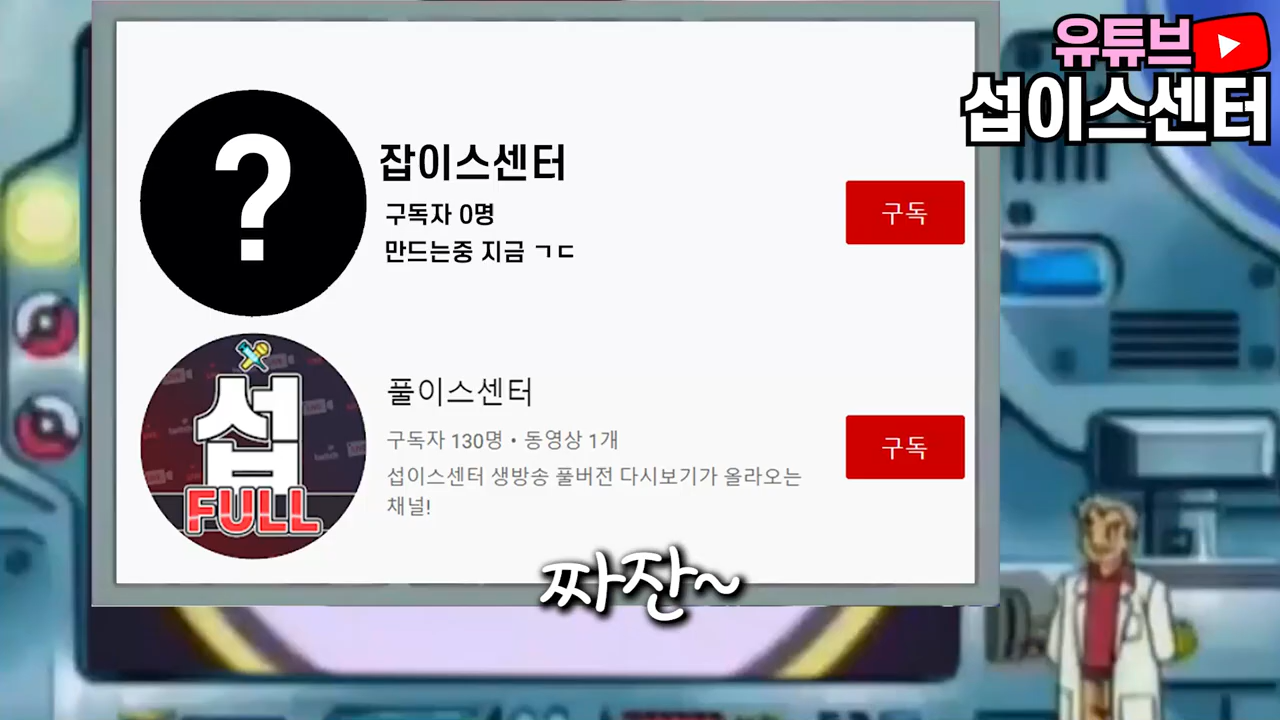 유튜브
섭이스센터
잡이스센터
구독자 0명
만드는중 지금 ㄱㄷ
구독
섭
FULL
풀이스센터
구독자 130명 • 동영상 1개
섭이스센터 생방송 풀버전 다시보기가 올라오는
채널!
구독
짜잔~